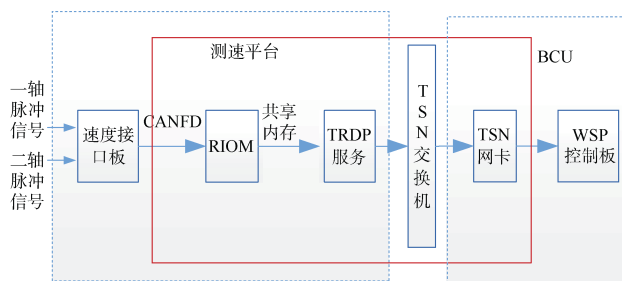 测速平台
BCU
一轴
脉冲
信号
二轴
脉冲
信号
速度接
口板
CANFD
RIOM
共享
内存
TRDP
服务
T
S
N
交
换
机
TSN
网卡
WSP
控制板